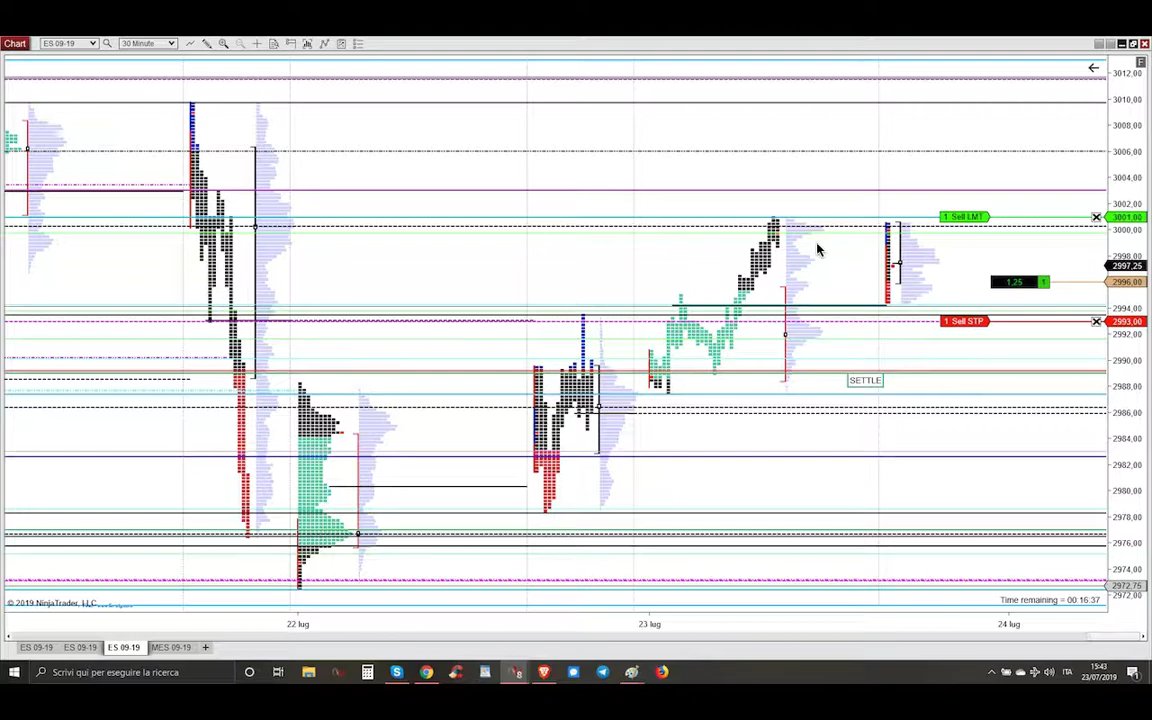 Chart ES 09-19 30 Minute
F
3012,00
3010,00
3008,00
3006,00
3004,00
3002,00
1 Sell LMT 3001,00
3000,00
2998,00
2997,25
1,25 1 2996,00
2994,00
1 Sell STP 2993,00
2992,00
2990,00
SETTLE
2988,00
2986,00
2984,00
2982,00
2980,00
2978,00
2976,00
2974,00
2972,75
2972,00
© 2019 NinjaTrader, LLC
Time remaining = 00:16:37
22 lug 23 lug 24 lug
ES 09-19 ES 09-19 ES 09-19 MES 09-19 +
Scrivi qui per eseguire la ricerca
ITA
15:43
23/07/2019